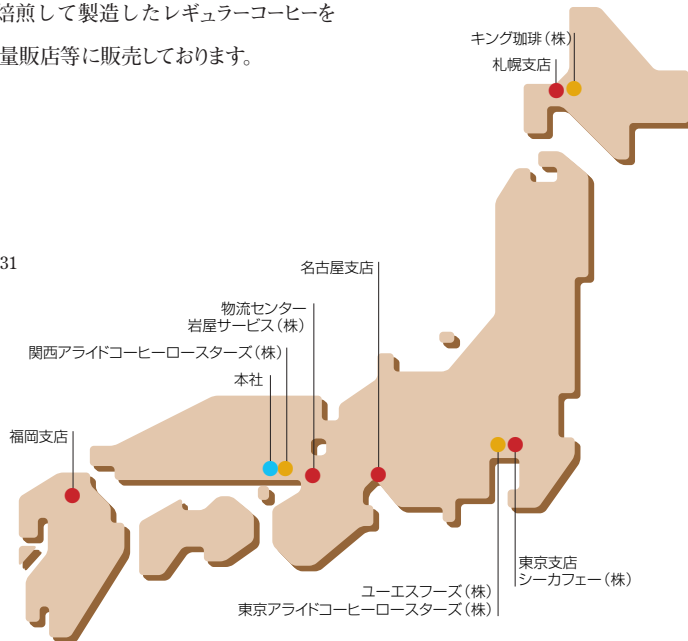 焙煎して製造したレギュラーコーヒーを
量販店等に販売しております。
キング珈琲(株)
札幌支店
31
名古屋支店
物流センター
岩屋サービス(株)
関西アライドコーヒーロースターズ(株)
本社
福岡支店
東京支店
シーカフェー(株)
ユーエスフーズ(株)
東京アライドコーヒーロースターズ(株)